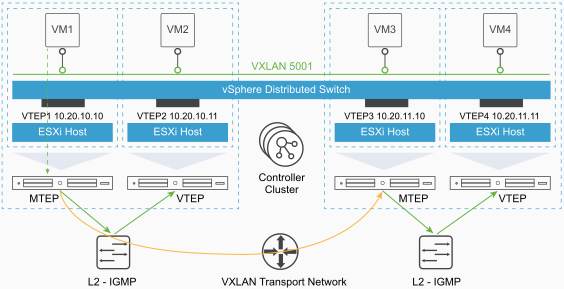 VM1
VM2
VM3
VM4
VXLAN 5001
vSphere Distributed Switch
VTEP1 10.20.10.10
VTEP2 10.20.10.11
VTEP3 10.20.11.10
VTEP4 10.20.11.11
ESXi Host
ESXi Host
ESXi Host
ESXi Host
Controller
Cluster
MTEP
VTEP
MTEP
VTEP
L2 - IGMP
VXLAN Transport Network
L2 - IGMP